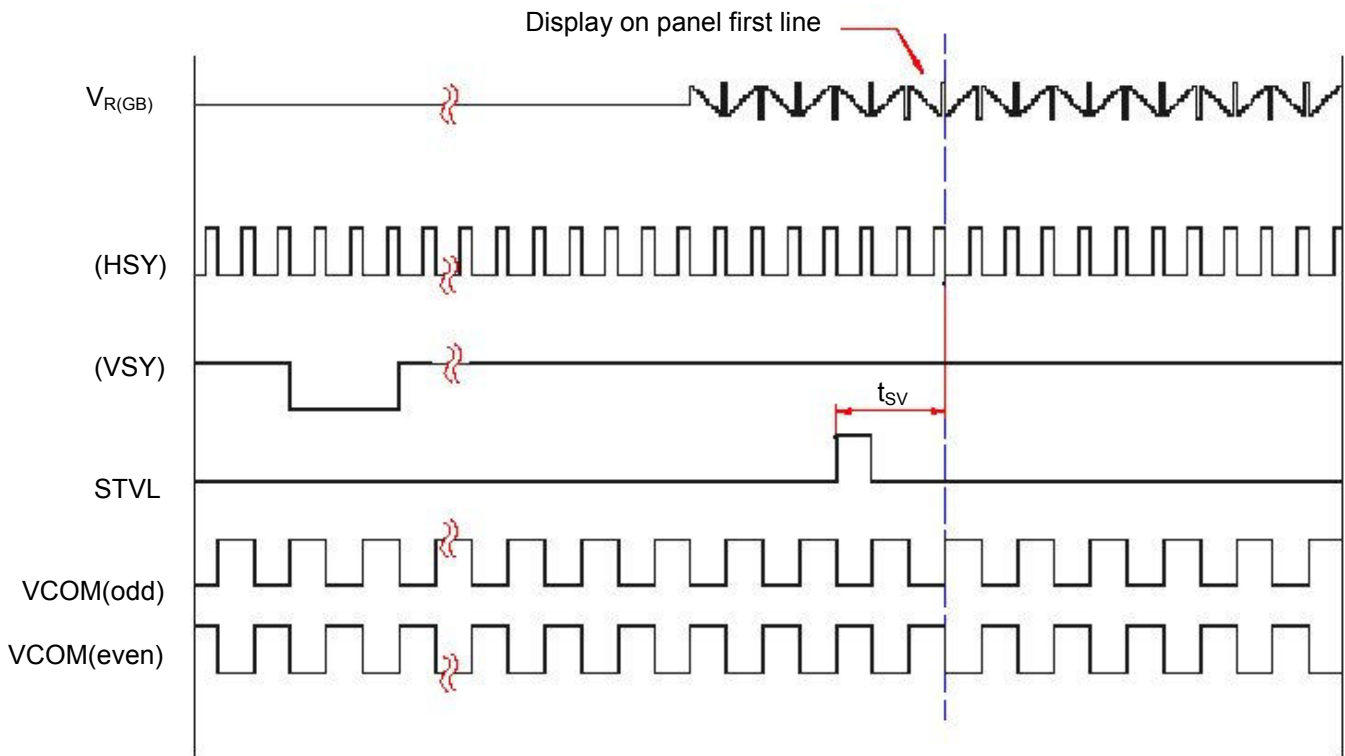 Display on panel first line
VR(GB)
(HSY)
(VSY)
tSV
STVL
VCOM(odd)
VCOM(even)